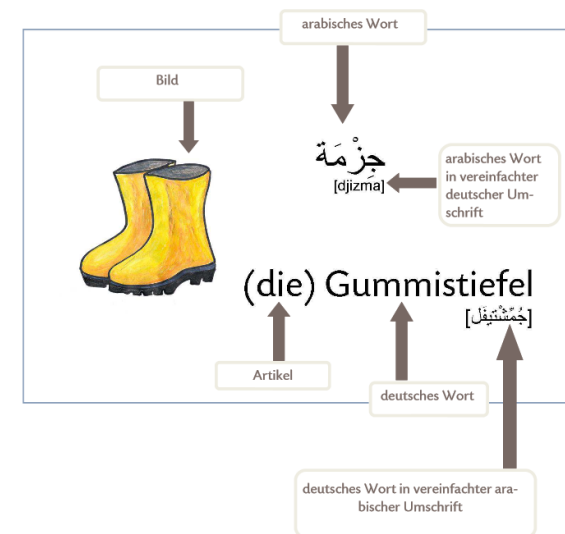 arabisches Wort
Bild
جِزْمَة
[djizma]
arabisches Wort
in vereinfachter
deutscher Um-
schrift
(die) Gummistiefel
[جُمِّشْتِيفَل]
Artikel
deutsches Wort
deutsches Wort in vereinfachter ara-
bischer Umschrift